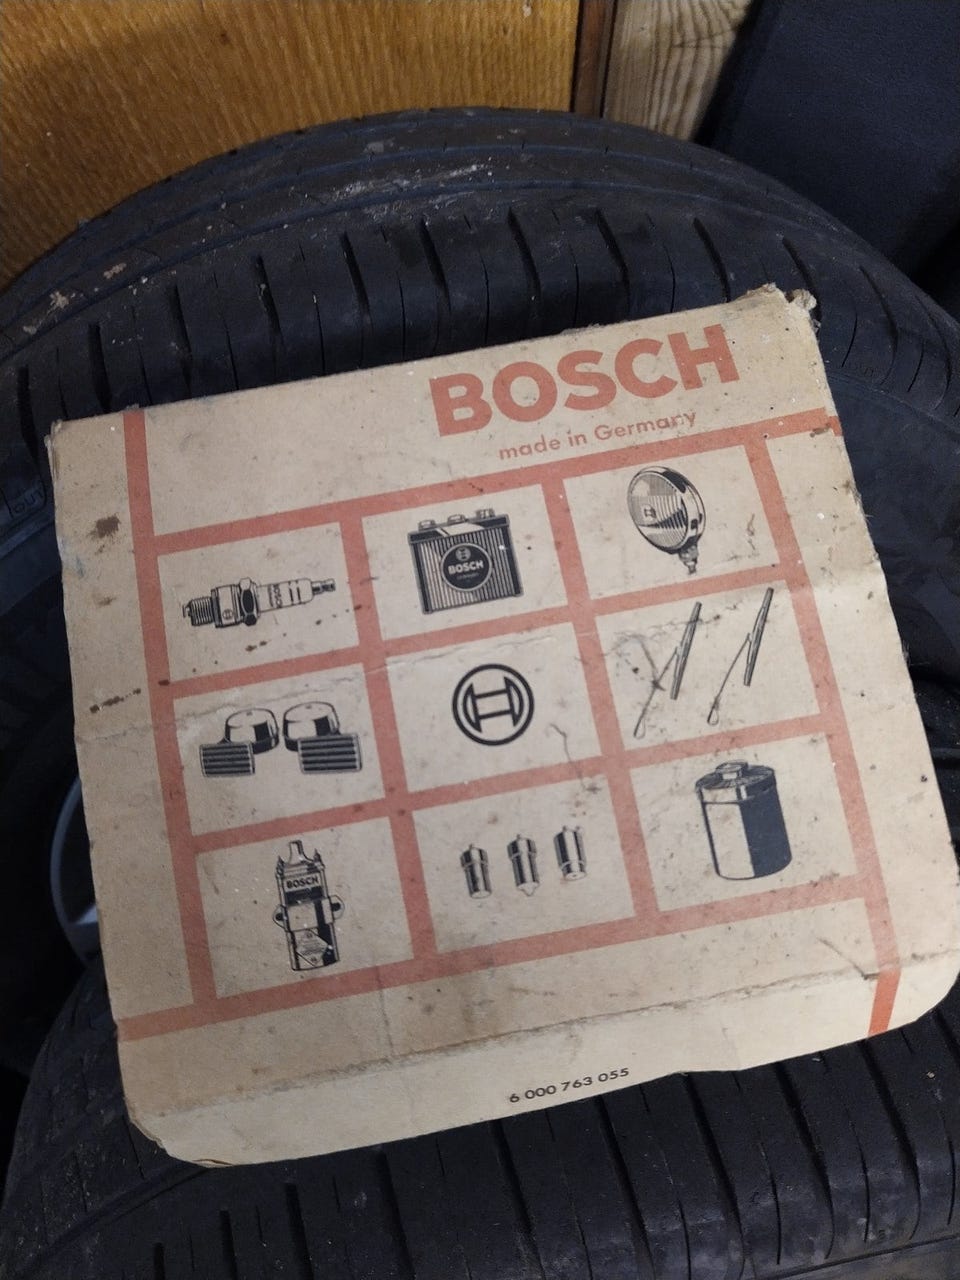 BOSCH
made in Germany
BOSCH
BOSCH
6 000 763 055